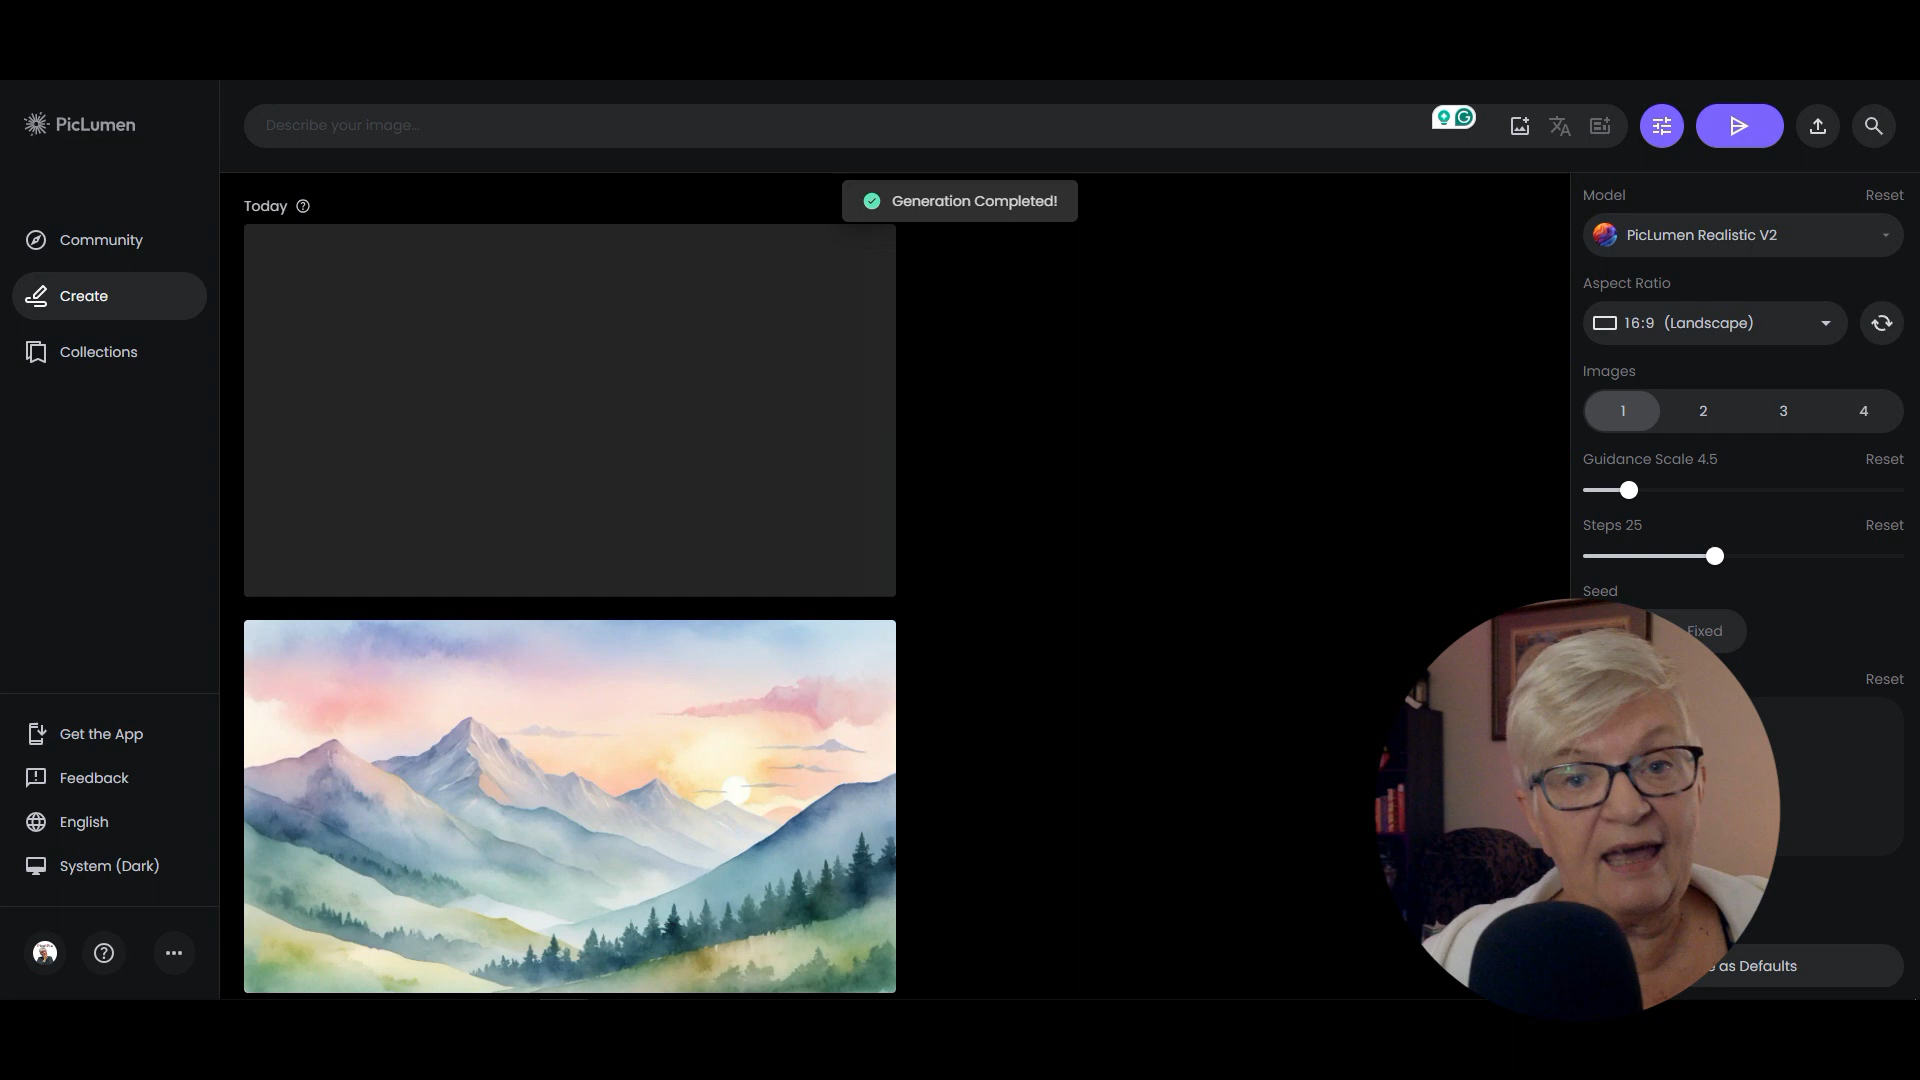 PicLumen
Describe your image...
Community
Create
Collections
Get the App
Feedback
English
System (Dark)
Today
Generation Completed!
Model
Reset
PicLumen Realistic V2
Aspect Ratio
16:9 (Landscape)
Images
1 2 3 4
Guidance Scale 4.5
Reset
Steps 25
Reset
Seed
Fixed
Reset
as Defaults